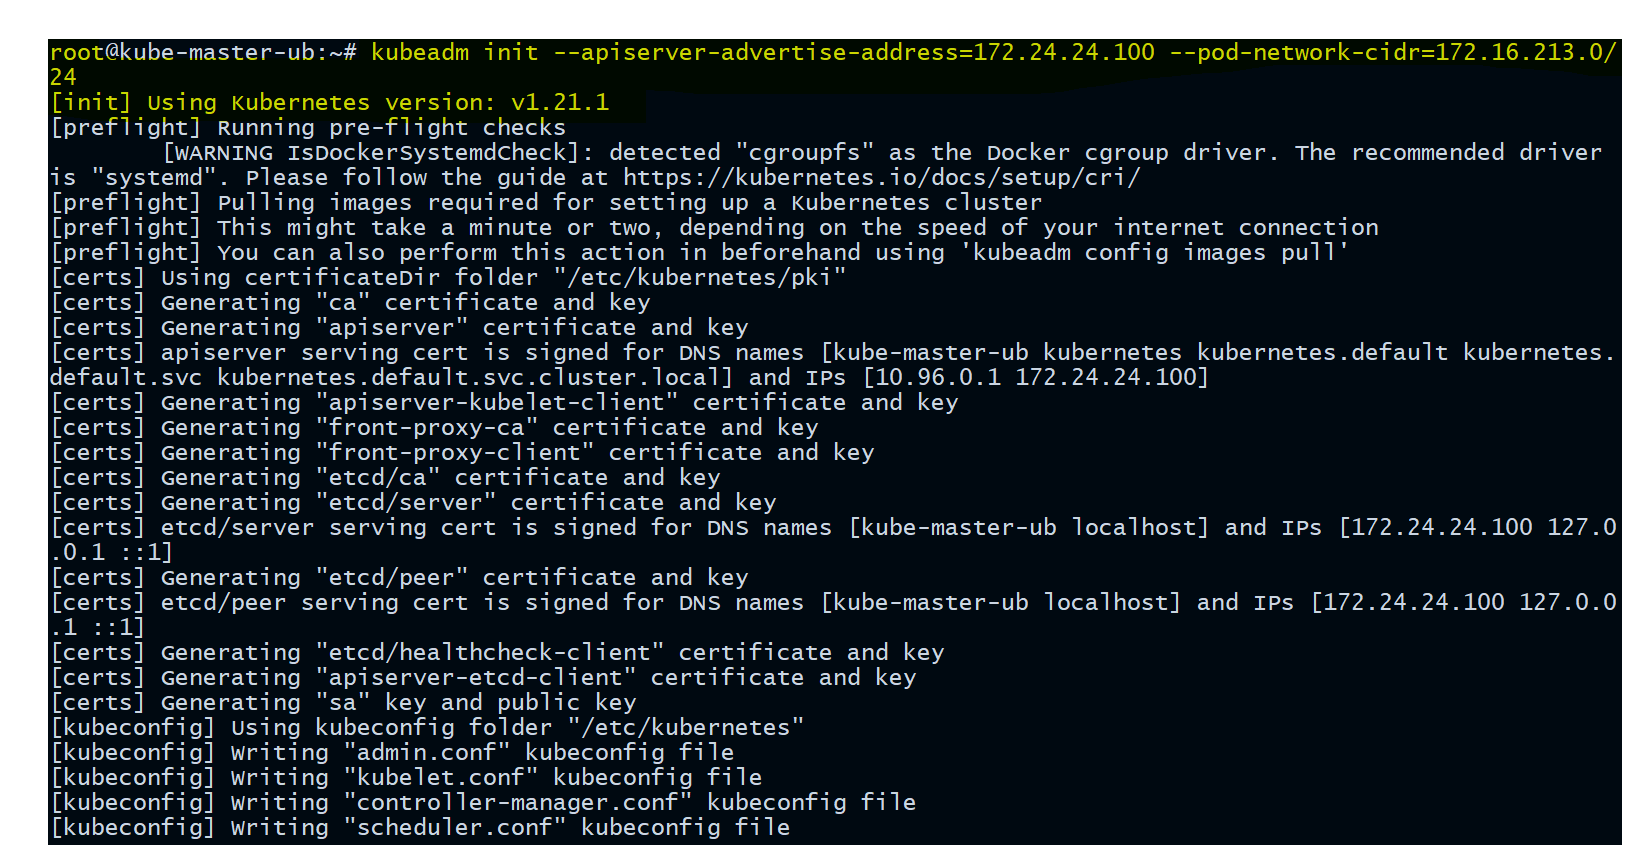 root@kube-master-ub:~# kubeadm init --apiserver-advertise-address=172.24.24.100 --pod-network-cidr=172.16.213.0/
24
[init] Using Kubernetes version: v1.21.1
[preflight] Running pre-flight checks
        [WARNING IsDockerSystemdCheck]: detected "cgroupfs" as the Docker cgroup driver. The recommended driver
is "systemd". Please follow the guide at https://kubernetes.io/docs/setup/cri/
[preflight] Pulling images required for setting up a Kubernetes cluster
[preflight] This might take a minute or two, depending on the speed of your internet connection
[preflight] You can also perform this action in beforehand using 'kubeadm config images pull'
[certs] Using certificateDir folder "/etc/kubernetes/pki"
[certs] Generating "ca" certificate and key
[certs] Generating "apiserver" certificate and key
[certs] apiserver serving cert is signed for DNS names [kube-master-ub kubernetes kubernetes.default kubernetes.
default.svc kubernetes.default.svc.cluster.local] and IPs [10.96.0.1 172.24.24.100]
[certs] Generating "apiserver-kubelet-client" certificate and key
[certs] Generating "front-proxy-ca" certificate and key
[certs] Generating "front-proxy-client" certificate and key
[certs] Generating "etcd/ca" certificate and key
[certs] Generating "etcd/server" certificate and key
[certs] etcd/server serving cert is signed for DNS names [kube-master-ub localhost] and IPs [172.24.24.100 127.0
.0.1 ::1]
[certs] Generating "etcd/peer" certificate and key
[certs] etcd/peer serving cert is signed for DNS names [kube-master-ub localhost] and IPs [172.24.24.100 127.0.0
.1 ::1]
[certs] Generating "etcd/healthcheck-client" certificate and key
[certs] Generating "apiserver-etcd-client" certificate and key
[certs] Generating "sa" key and public key
[kubeconfig] Using kubeconfig folder "/etc/kubernetes"
[kubeconfig] Writing "admin.conf" kubeconfig file
[kubeconfig] Writing "kubelet.conf" kubeconfig file
[kubeconfig] Writing "controller-manager.conf" kubeconfig file
[kubeconfig] Writing "scheduler.conf" kubeconfig file